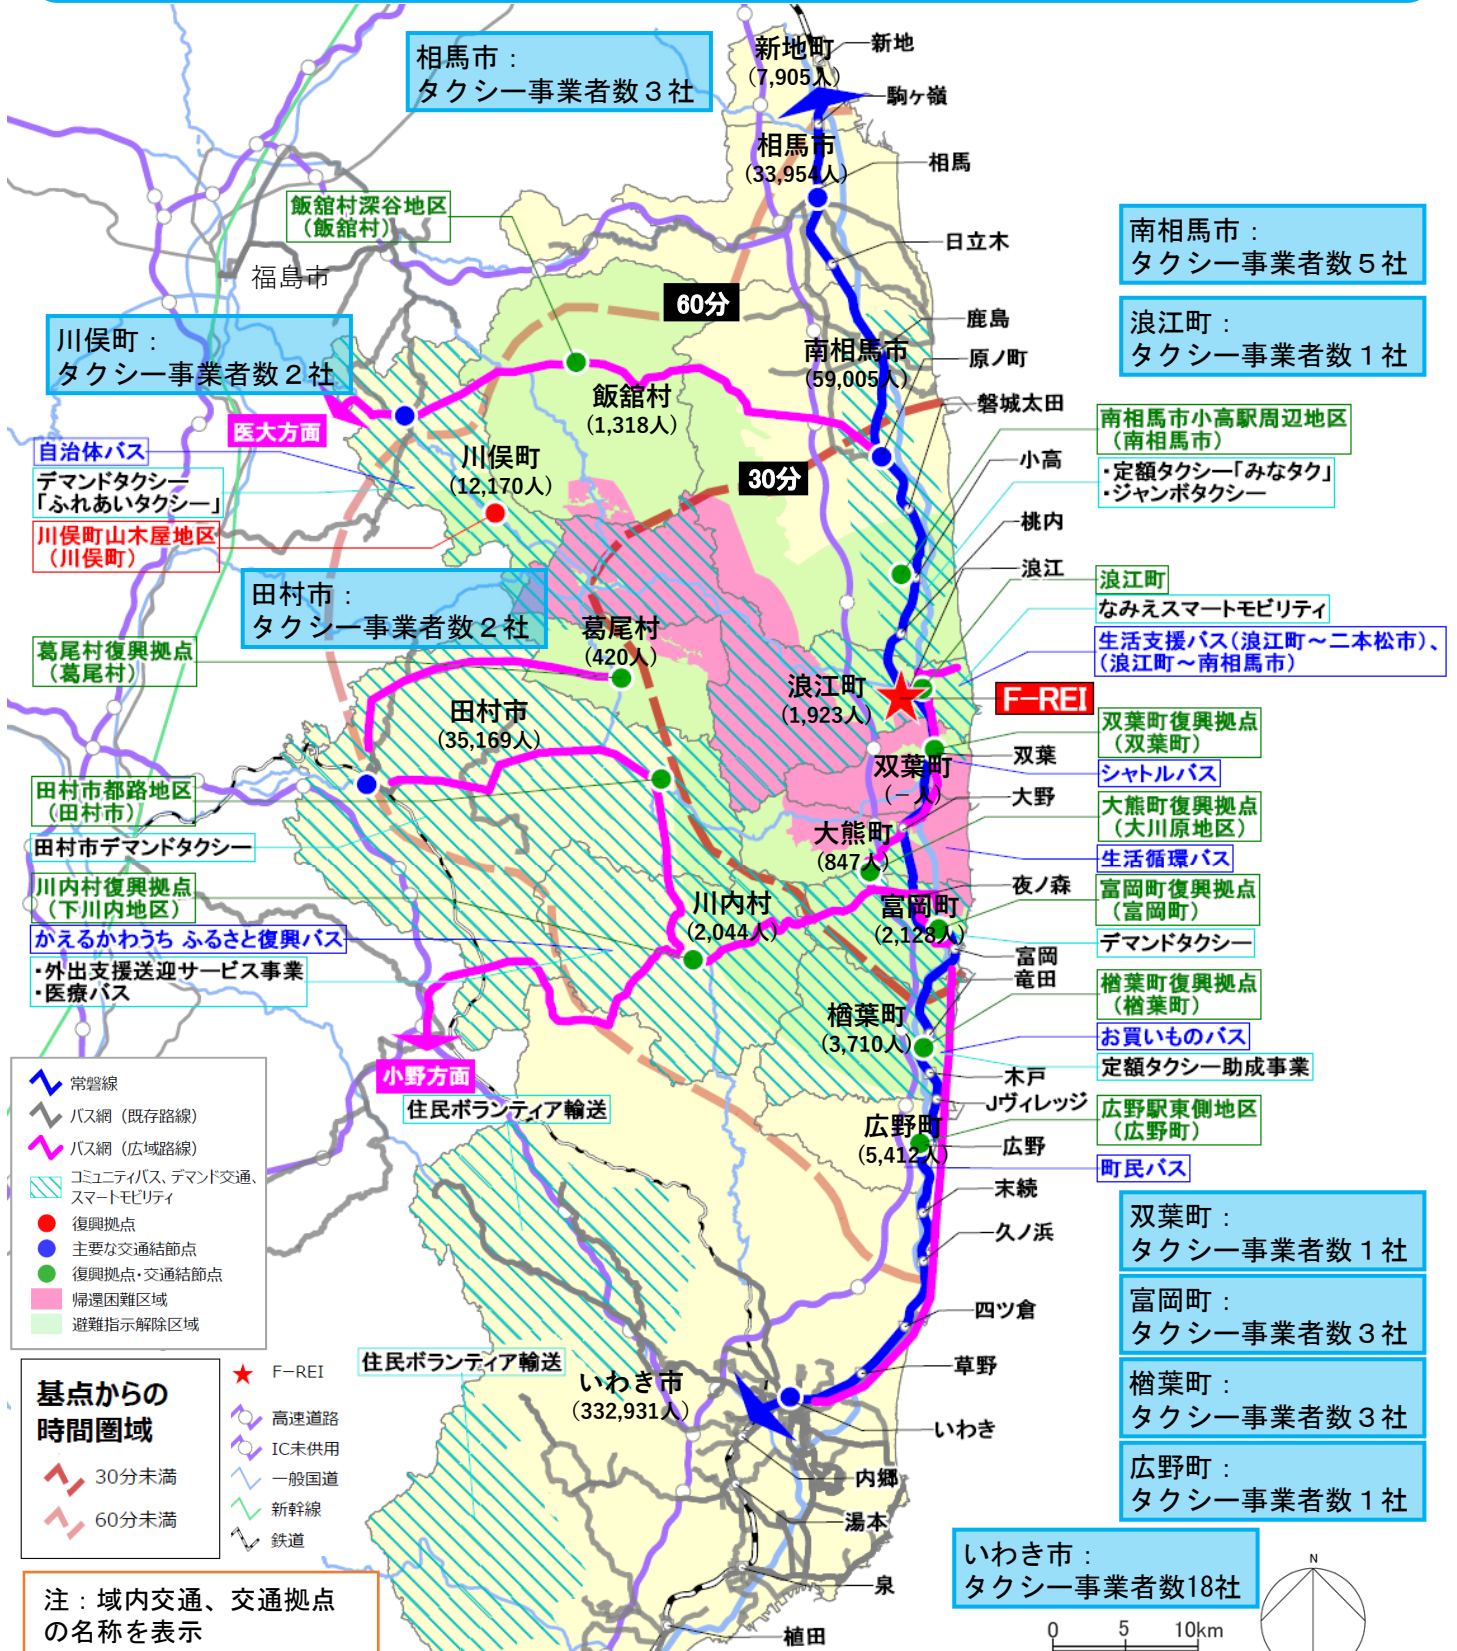 相馬市：
タクシー事業者数３社
新地町
(7,905人)
新地
駒ヶ嶺
相馬市
(33,954人)
相馬
飯舘村深谷地区
（飯舘村）
福島市
日立木
南相馬市：
タクシー事業者数５社
60分
鹿島
浪江町：
タクシー事業者数１社
川俣町：
タクシー事業者数２社
南相馬市
(59,005人)
原ノ町
飯舘村
(1,318人)
磐城太田
医大方面
南相馬市小高駅周辺地区
（南相馬市）
自治体バス
デマンドタクシー
「ふれあいタクシー」
川俣町
(12,170人)
30分
小高
・定額タクシー「みなタク」
・ジャンボタクシー
川俣町山木屋地区
（川俣町）
桃内
浪江
浪江町
田村市：
タクシー事業者数２社
なみえスマートモビリティ
葛尾村
(420人)
生活支援バス（浪江町～二本松市）、
（浪江町～南相馬市）
葛尾村復興拠点
（葛尾村）
浪江町
(1,923人)
F−REI
田村市
(35,169人)
双葉町復興拠点
（双葉町）
双葉
双葉町
(－人)
シャトルバス
田村市都路地区
（田村市）
大野
大熊町復興拠点
（大川原地区）
大熊町
(847人)
田村市デマンドタクシー
生活循環バス
川内村復興拠点
（下川内地区）
夜ノ森
富岡町復興拠点
（富岡町）
川内村
(2,044人)
富岡町
(2,128人)
かえるかわうち ふるさと復興バス
デマンドタクシー
・外出支援送迎サービス事業
・医療バス
富岡
竜田
楢葉町復興拠点
（楢葉町）
楢葉町
(3,710人)
お買いものバス
定額タクシー助成事業
小野方面
木戸
Jヴィレッジ
住民ボランティア輸送
広野町
(5,412人)
広野駅東側地区
（広野町）
広野
町民バス
常磐線
バス網（既存路線）
バス網（広域路線）
コミュニティバス、デマンド交通、
スマートモビリティ
復興拠点
主要な交通結節点
復興拠点・交通結節点
帰還困難区域
避難指示解除区域
末続
双葉町：
タクシー事業者数１社
久ノ浜
富岡町：
タクシー事業者数３社
四ツ倉
住民ボランティア輸送
草野
楢葉町：
タクシー事業者数３社
いわき市
(332,931人)
いわき
基点からの
時間圏域
30分未満
60分未満
F−REI
高速道路
IC未供用
一般国道
新幹線
鉄道
広野町：
タクシー事業者数１社
内郷
湯本
いわき市：
タクシー事業者数18社
泉
植田
注：域内交通、交通拠点
の名称を表示
N
0 5 10km